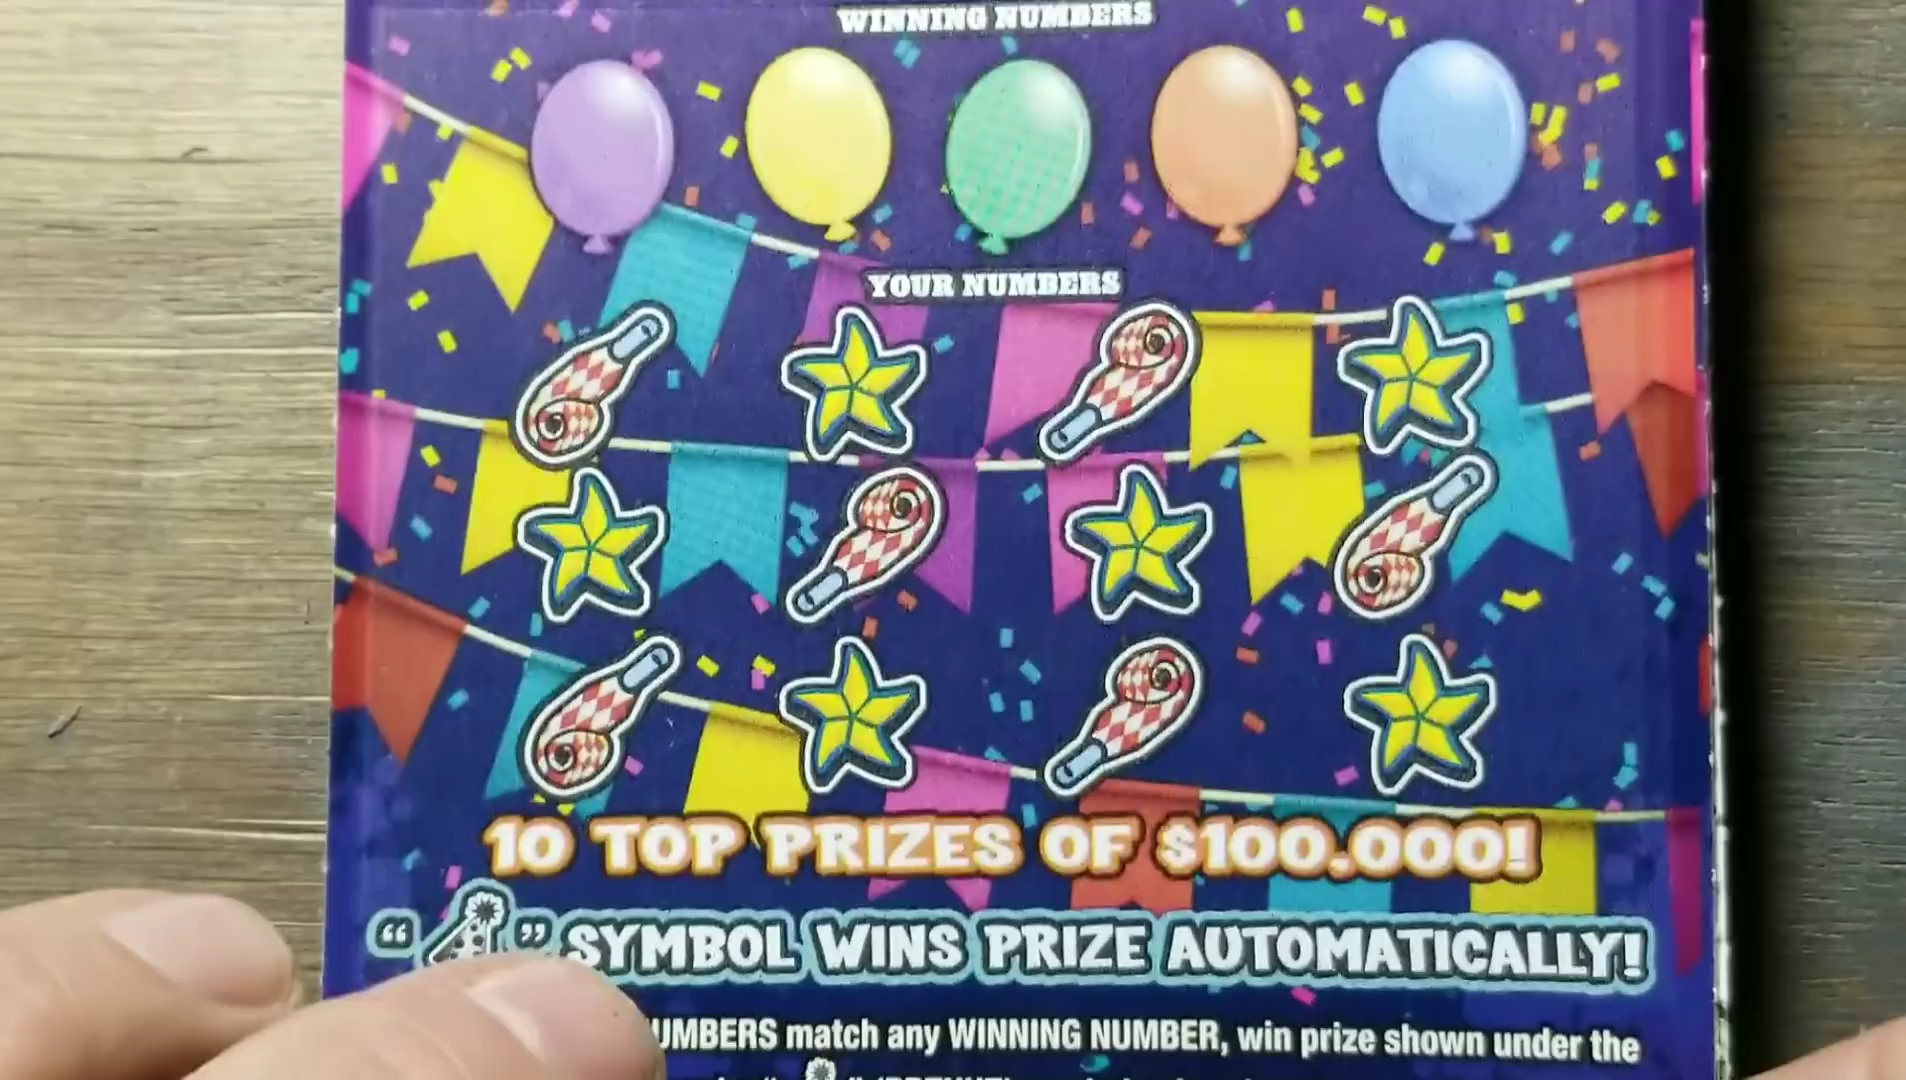 WINNING NUMBERS
YOUR NUMBERS
10 TOP PRIZES OF $100,000!
“ ” SYMBOL WINS PRIZE AUTOMATICALLY!
UMBERS match any WINNING NUMBER, win prize shown under the